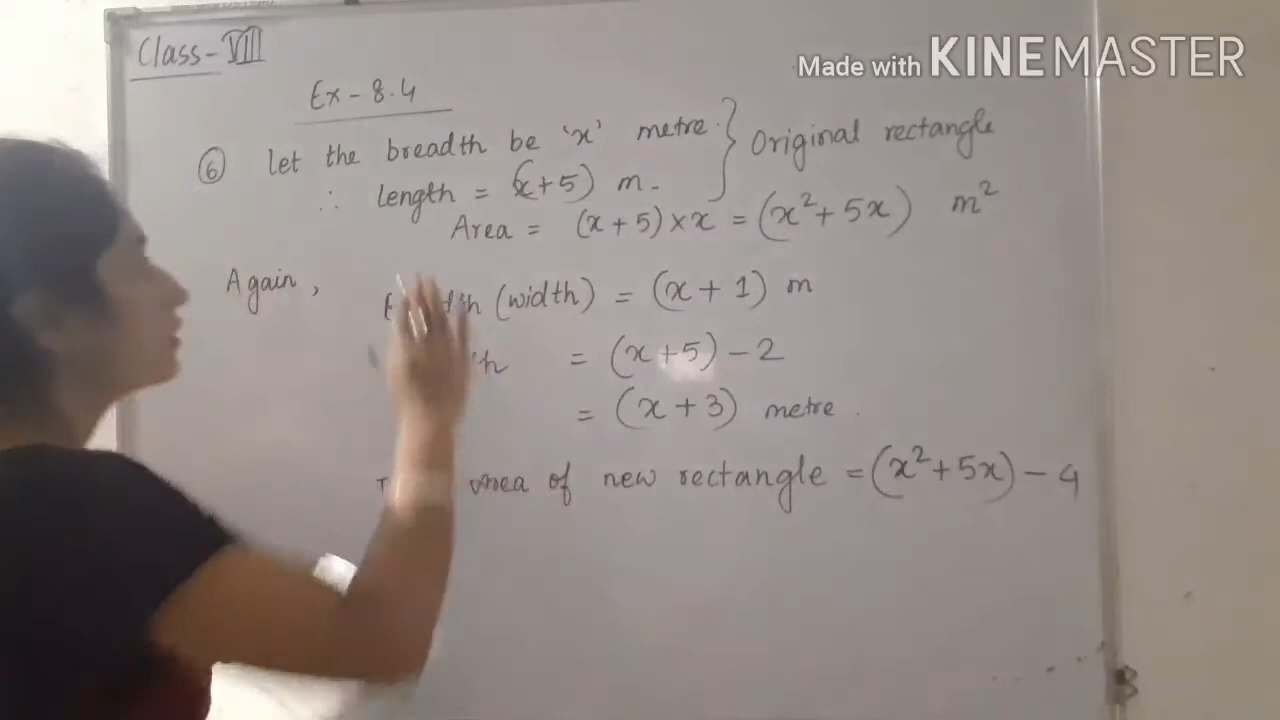 Class-VIII
Made with KINEMASTER
Ex - 8.4
⑥ let the breadth be 'x' metre. } Original rectangle
∴ length = (x+5) m.
Area = (x+5)×x = (x²+5x) m²
Again,
(width) = (x+1) m
= (x+5)-2
= (x+3) metre.
area of new rectangle = (x²+5x)-4